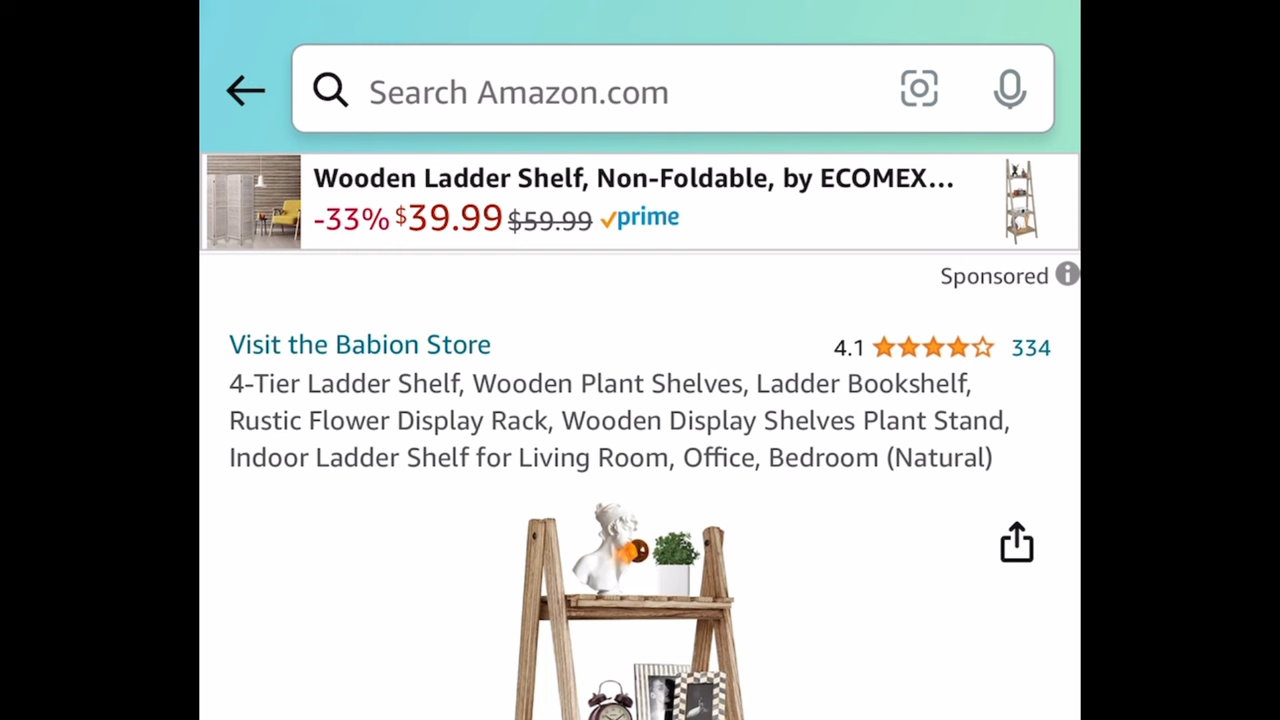 Search Amazon.com
Wooden Ladder Shelf, Non-Foldable, by ECOMEX...
-33% $39.99 $59.99 prime
Sponsored
Visit the Babion Store 4.1 334
4-Tier Ladder Shelf, Wooden Plant Shelves, Ladder Bookshelf,
Rustic Flower Display Rack, Wooden Display Shelves Plant Stand,
Indoor Ladder Shelf for Living Room, Office, Bedroom (Natural)